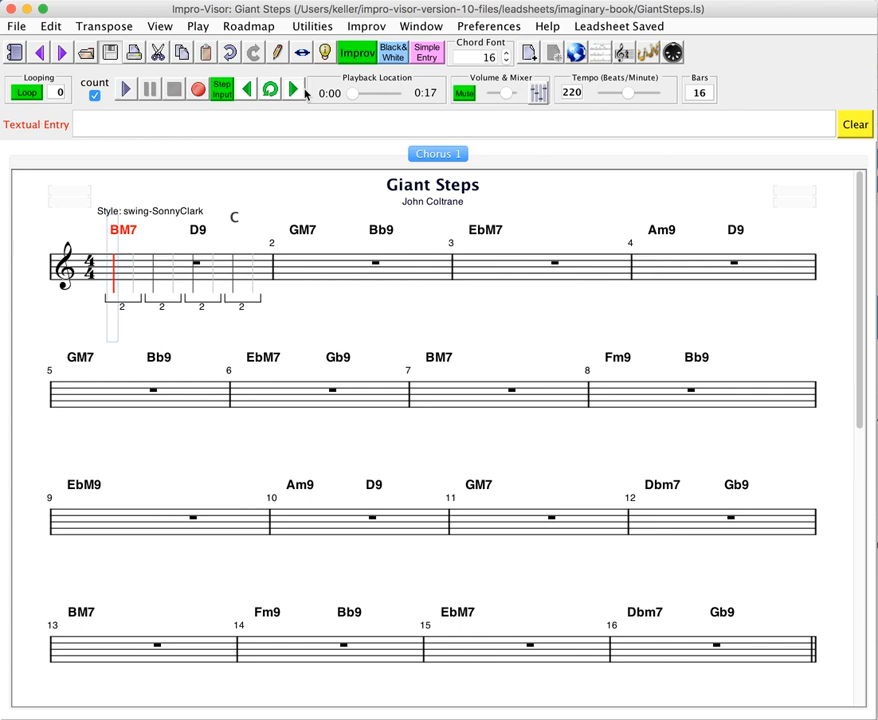 Impro-Visor: Giant Steps (/Users/keller/impro-visor-version-10-files/leadsheets/imaginary-book/GiantSteps.ls)
File Edit Transpose Play Roadmap Utilities Improv Window Preferences Help Leadsheet Saved
Improv Black& White Simple Entry Chord Font 16
Looping Loop 0 count Step Input Playback Location 0:00 0:17 Volume & Mixer Mute Tempo (Beats/Minute) 220 Bars 16
Textual Entry Clear
Chorus 1
Giant Steps
John Coltrane
Style: swing-SonnyClark
C
BM7 D9 GM7 Bb9 EbM7 Am9 D9
2 3 4
4
4
2 2 2 2
GM7 Bb9 EbM7 Gb9 BM7 Fm9 Bb9
5 6 7 8
EbM9 Am9 D9 GM7 Dbm7 Gb9
9 10 11 12
BM7 Fm9 Bb9 EbM7 Dbm7 Gb9
13 14 15 16